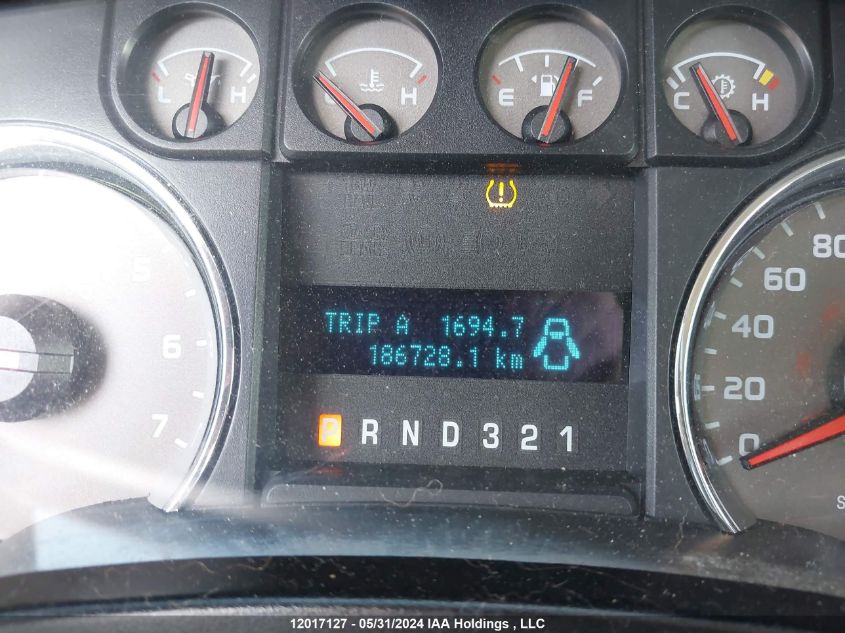 L H
H
E F
C H
TRIP A 1694.7
186728.1 km
P R N D 3 2 1
5
6
7
80
60
40
20
0
12017127 - 05/31/2024 IAA Holdings , LLC